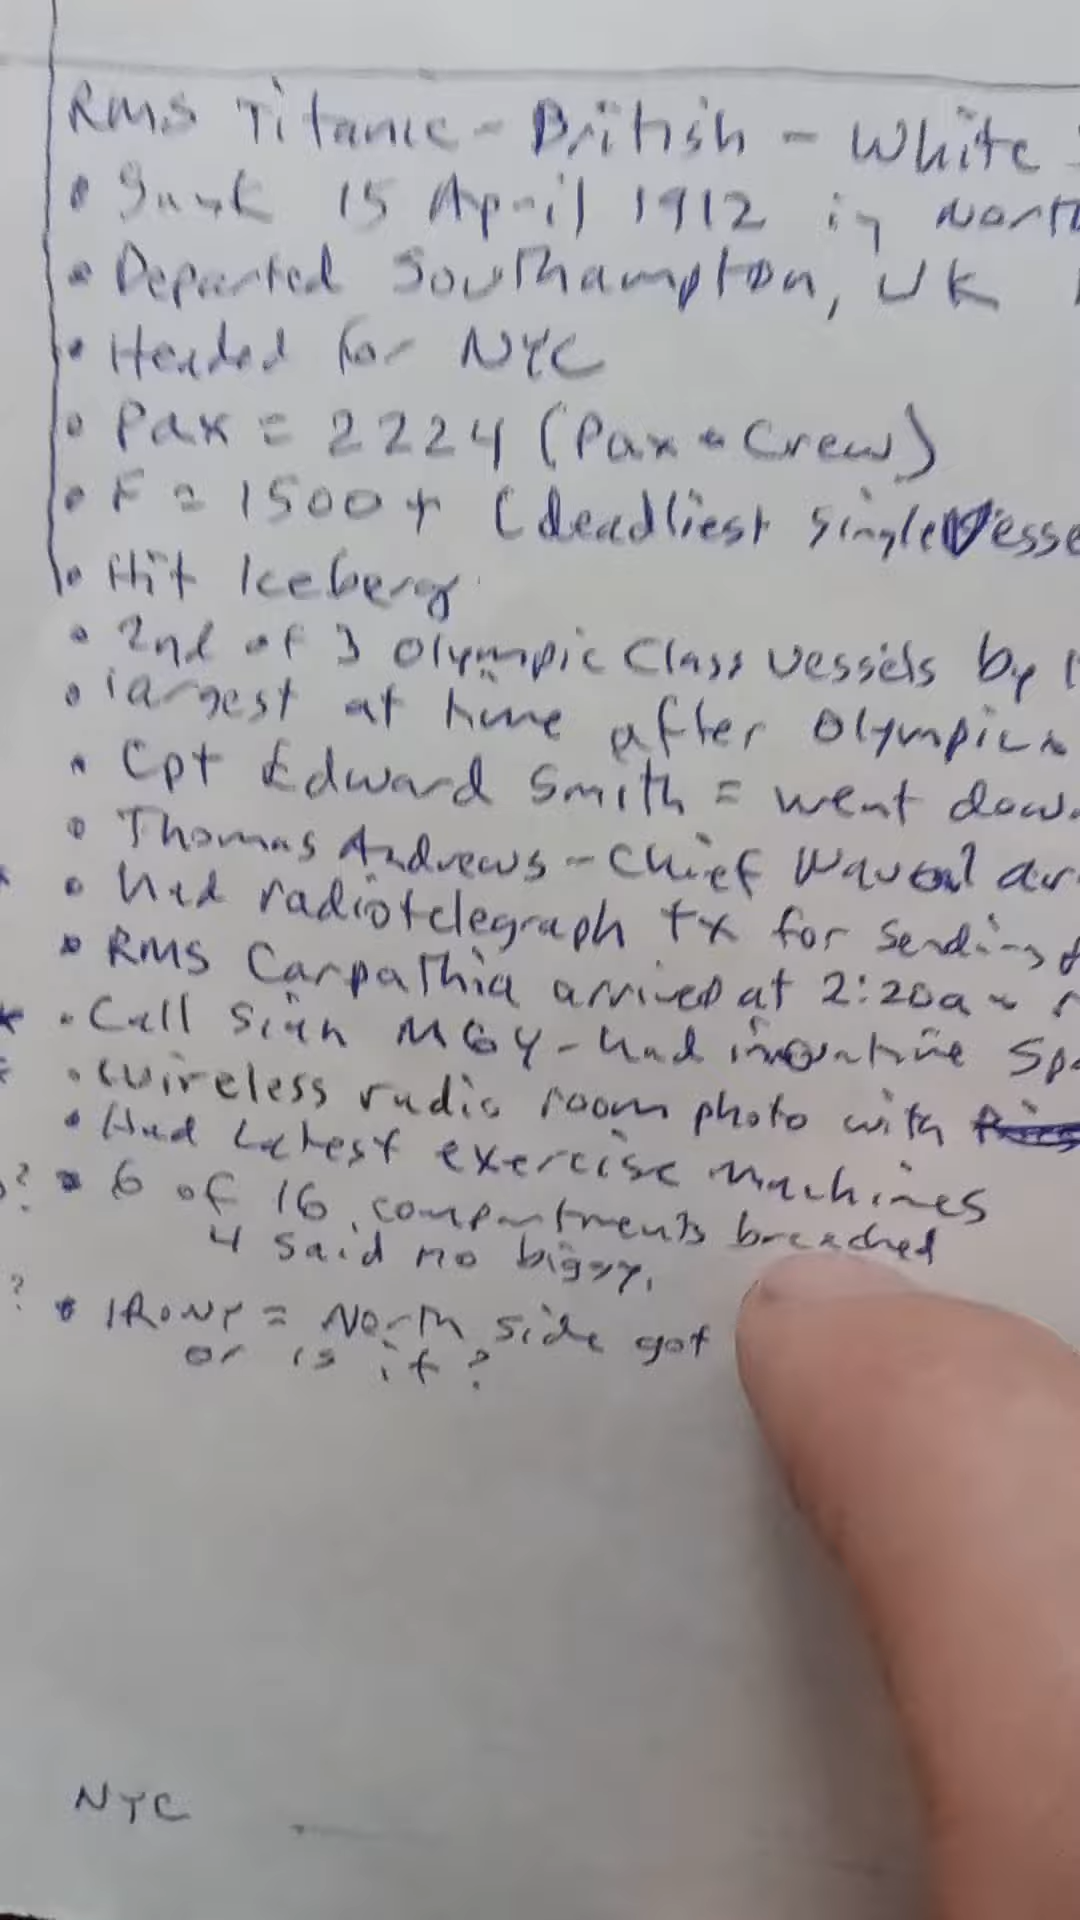 RMS Titanic - British - White -
• Sunk 15 April 1912 in North
• Departed Southampton, UK
• Headed for NYC
• Pax = 2224 (Pax + Crew)
• F = 1500+ (deadliest single vesse
• Hit Iceberg.
• 2nd of 3 Olympic Class vessels by
• largest at time after Olympic
• Cpt Edward Smith = went dow
• Thomas Andrews - Chief Naval ar
• had radiotelegraph tx for sending
• RMS Carpathia arrived at 2:20am
• Call sign MGY - had
• Wireless radio room photo with
• Had latest exercise machines
? • 6 of 16 compartments breached
4 said no biggy.
? • IRONY = North side got
or is it?
NYC